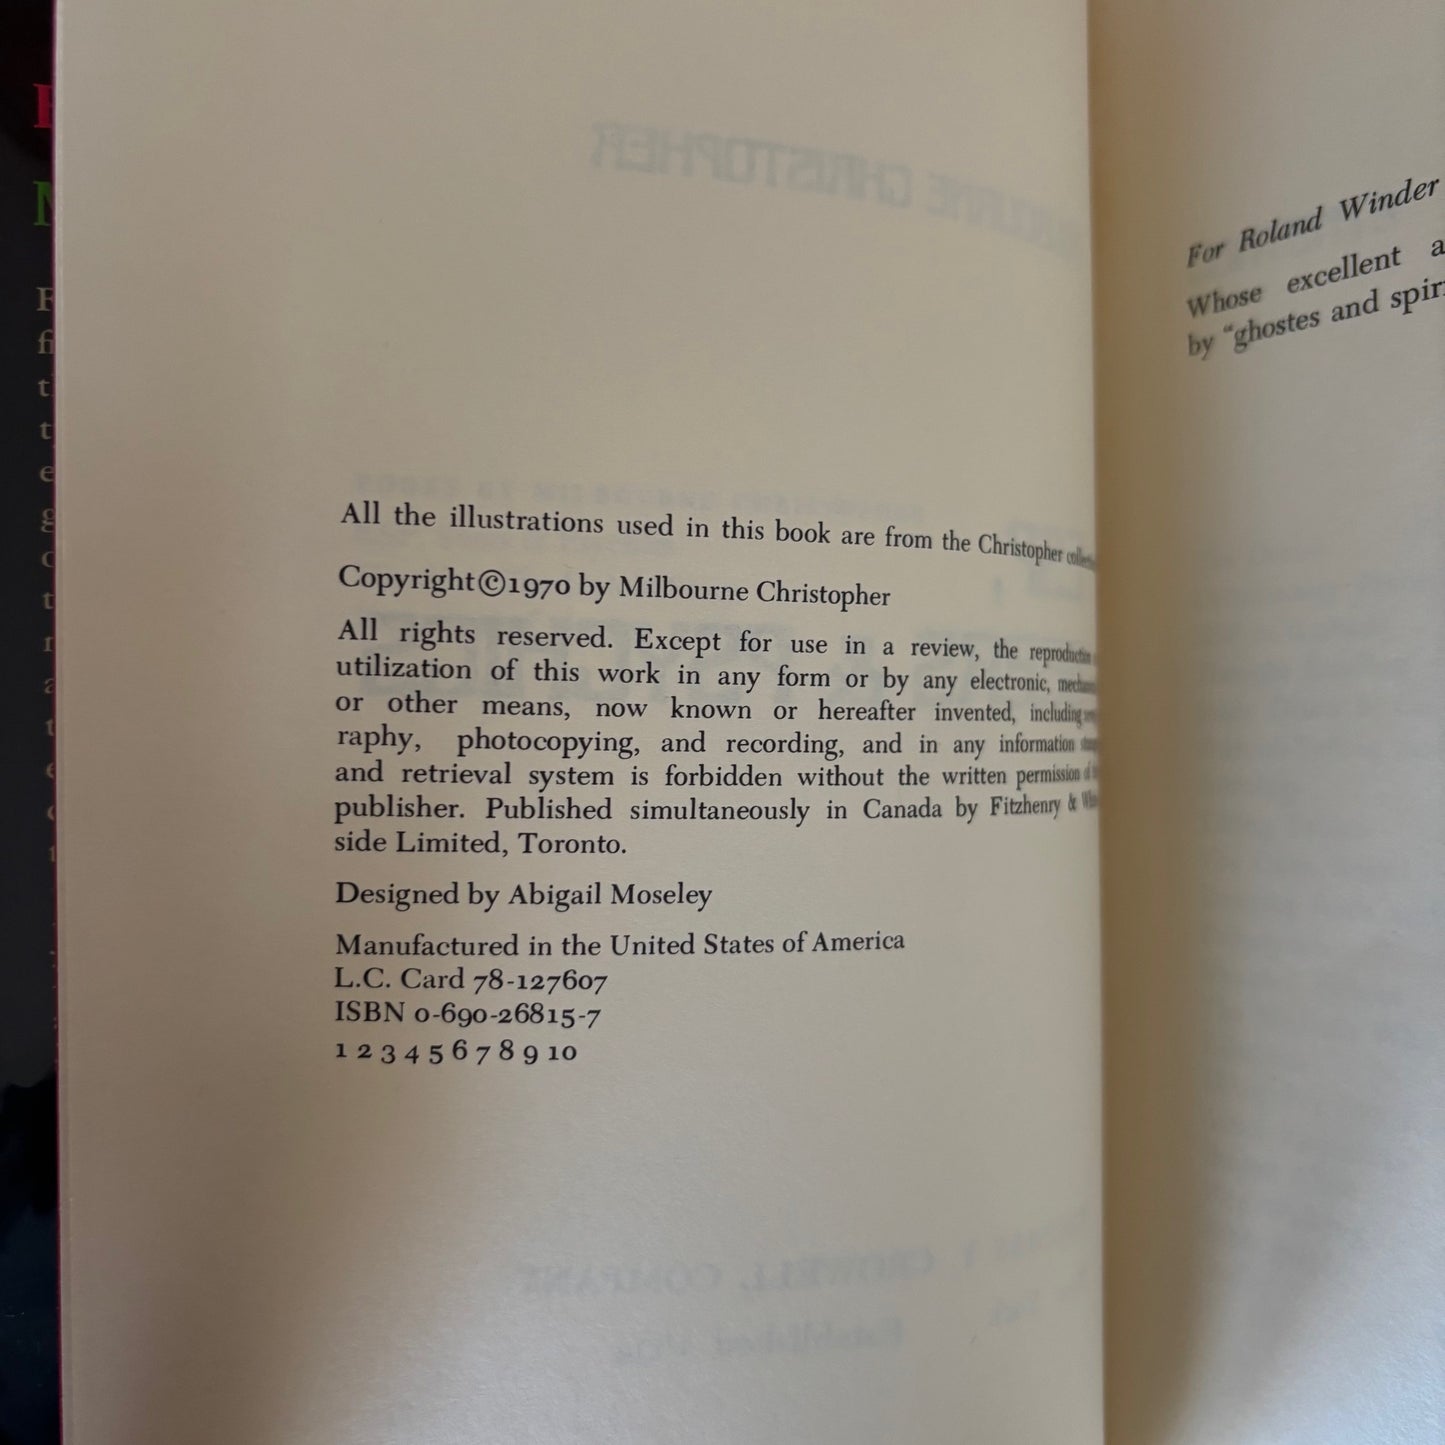 All the illustrations used in this book are from the Christopher
Copyright©1970 by Milbourne Christopher
All rights reserved. Except for use in a review, the reproduction
utilization of this work in any form or by any electronic,
or other means, now known or hereafter invented, including
raphy, photocopying, and recording, and in any information
and retrieval system is forbidden without the written permission of
publisher. Published simultaneously in Canada by Fitzhenry &
side Limited, Toronto.
Designed by Abigail Moseley
Manufactured in the United States of America
L.C. Card 78-127607
ISBN 0-690-26815-7
1 2 3 4 5 6 7 8 9 10
For Roland Winder
Whose excellent
by "ghostes and